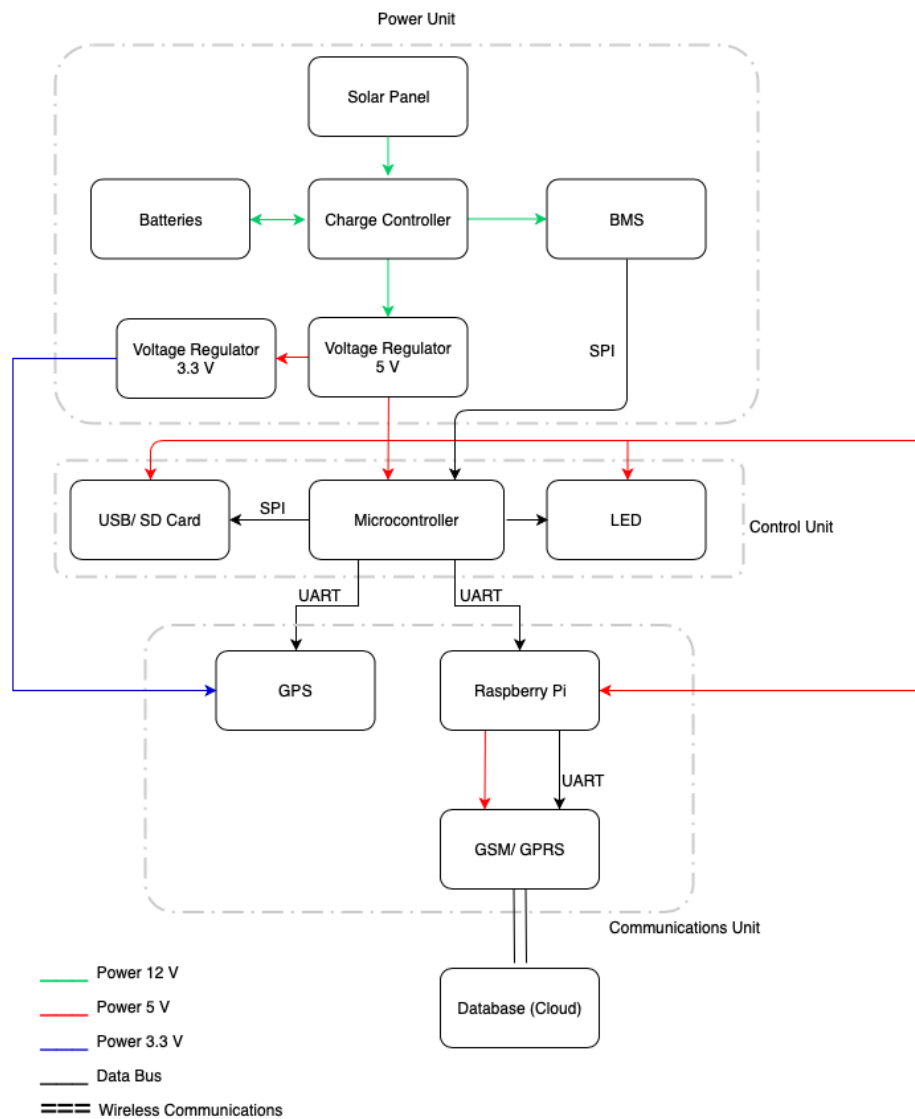 Power Unit
Solar Panel
Batteries
Charge Controller
BMS
Voltage Regulator
3.3 V
Voltage Regulator
5 V
SPI
USB/ SD Card
SPI
Microcontroller
LED
Control Unit
UART
UART
GPS
Raspberry Pi
UART
GSM/ GPRS
Communications Unit
Database (Cloud)
Power 12 V
Power 5 V
Power 3.3 V
Data Bus
Wireless Communications